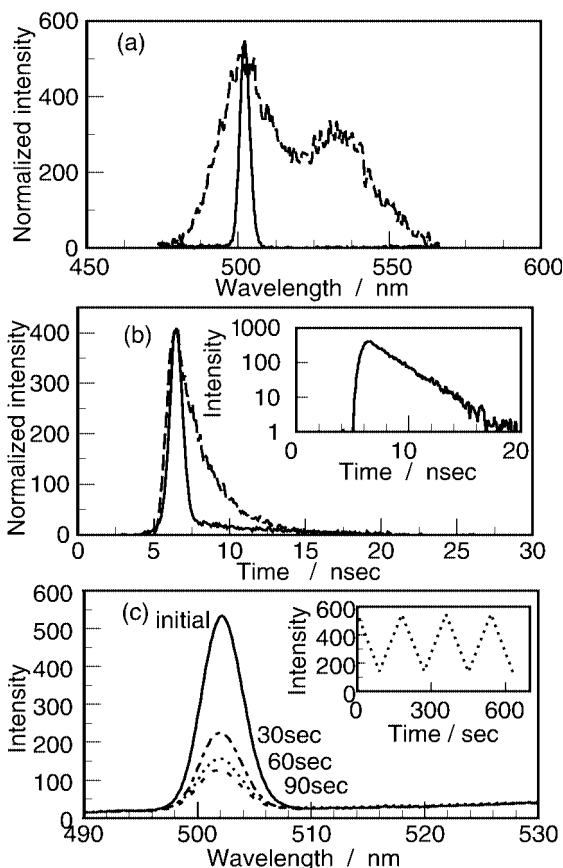 600
(a)
400
200
0
Normalized intensity
450 500 550 600
Wavelength / nm
400
(b)
300
200
100
0
Normalized intensity
1000
100
10
1
Intensity
0 10 20
Time / nsec
0 5 10 15 20 25 30
Time / nsec
600
(c) initial
500
400
300
200
100
0
Intensity
30sec
60sec
90sec
600
400
200
0
Intensity
0 300 600
Time / sec
490 500 510 520 530
Wavelength / nm